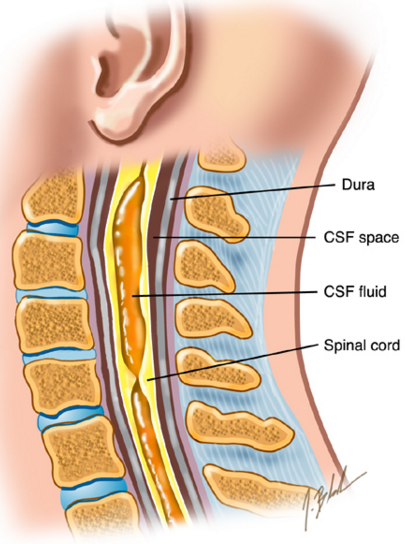 Dura
CSF space
CSF fluid
Spinal cord